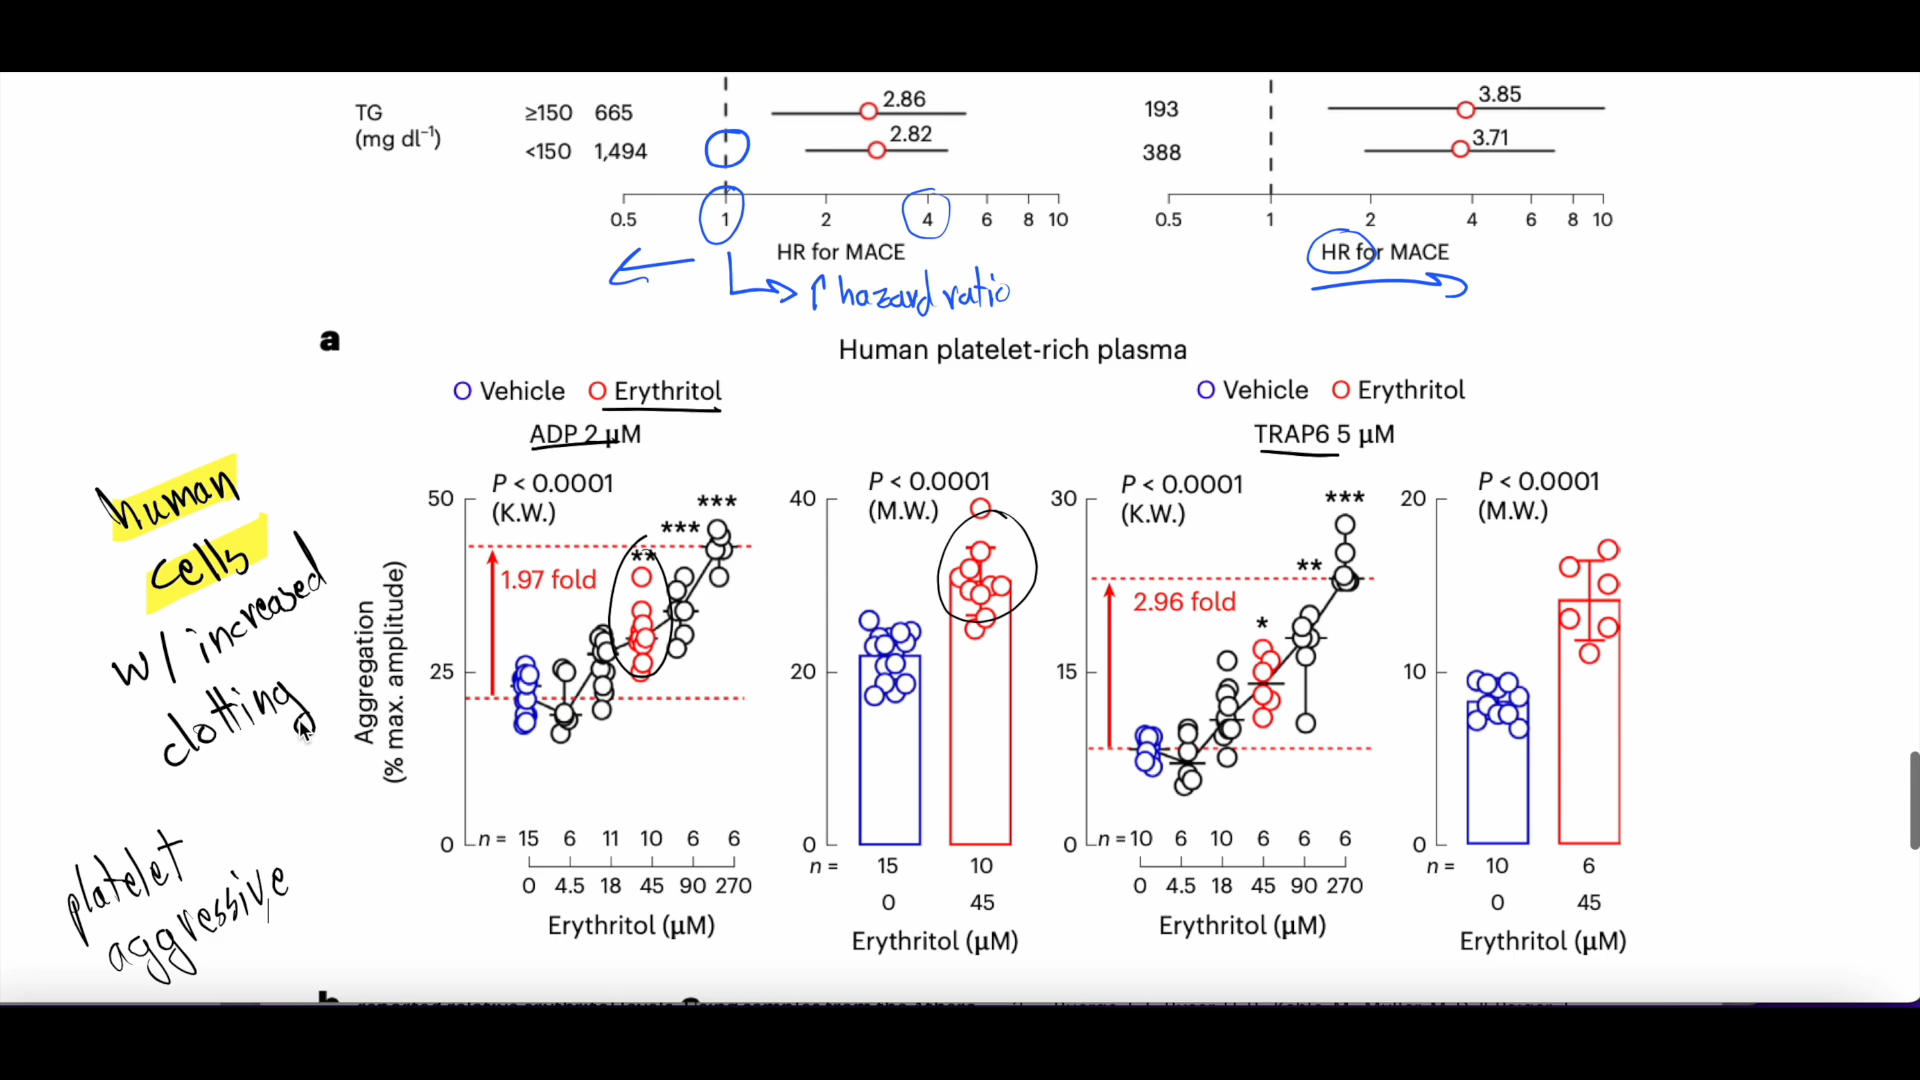 TG ≥150 665 2.86 193 3.85
(mg dl⁻¹) <150 1,494 2.82 388 3.71
0.5 1 2 4 6 8 10 0.5 1 2 4 6 8 10
HR for MACE HR for MACE
↑ hazard ratio
a
Human platelet-rich plasma
Vehicle Erythritol Vehicle Erythritol
ADP 2 μM TRAP6 5 μM
human
cells
w/ increased
clotting
platelet
aggressive
Aggregation
(% max. amplitude)
P < 0.0001
(K.W.)
50
25
0
1.97 fold
** *** ***
n = 15 6 11 10 6 6
0 4.5 18 45 90 270
Erythritol (μM)
P < 0.0001
(M.W.)
40
20
0
n = 15 10
0 45
Erythritol (μM)
P < 0.0001
(K.W.)
30
15
0
2.96 fold
* ** ***
n = 10 6 10 6 6 6
0 4.5 18 45 90 270
Erythritol (μM)
P < 0.0001
(M.W.)
20
10
0
n = 10 6
0 45
Erythritol (μM)